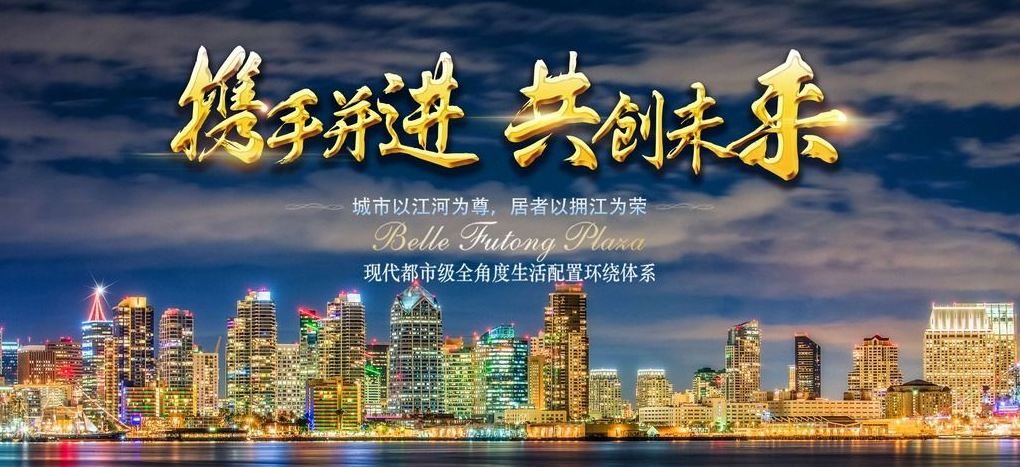 携手并进 共创未来
城市以江河为尊，居者以拥江为荣
Belle Futong Plaza
现代都市级全角度生活配置环绕体系